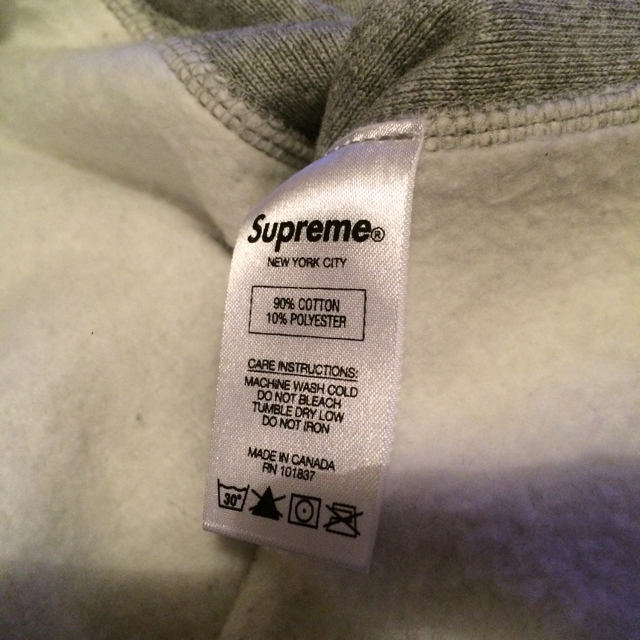 Supreme®
NEW YORK CITY
90% COTTON
10% POLYESTER
CARE INSTRUCTIONS:
MACHINE WASH COLD
DO NOT BLEACH
TUMBLE DRY LOW
DO NOT IRON
MADE IN CANADA
RN 101837
30°